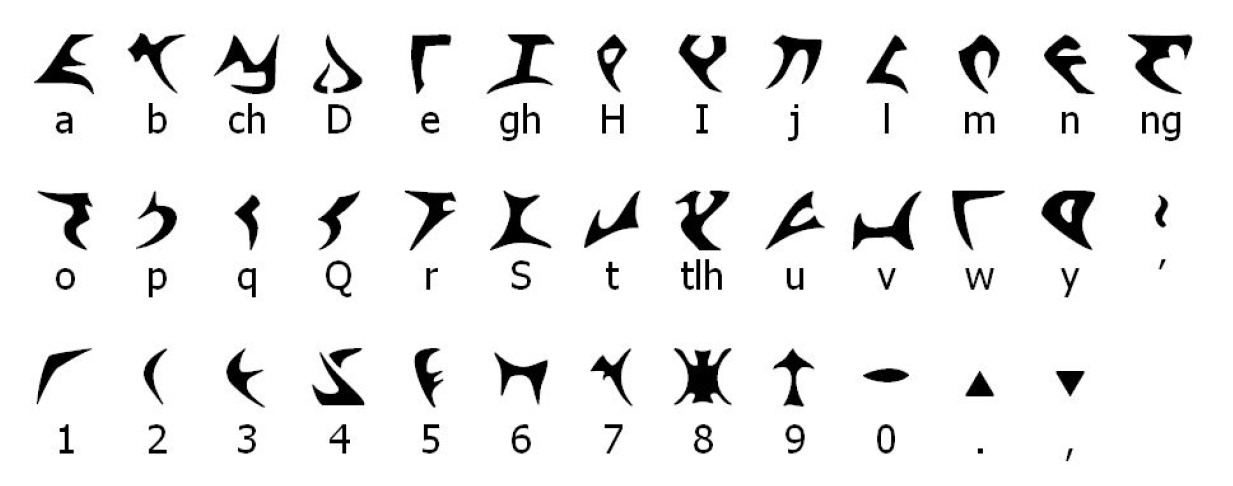 a b ch D e gh H I j l m n ng
            
o p q Q r S t tlh u v w y ’
           
1 2 3 4 5 6 7 8 9 0 . ,